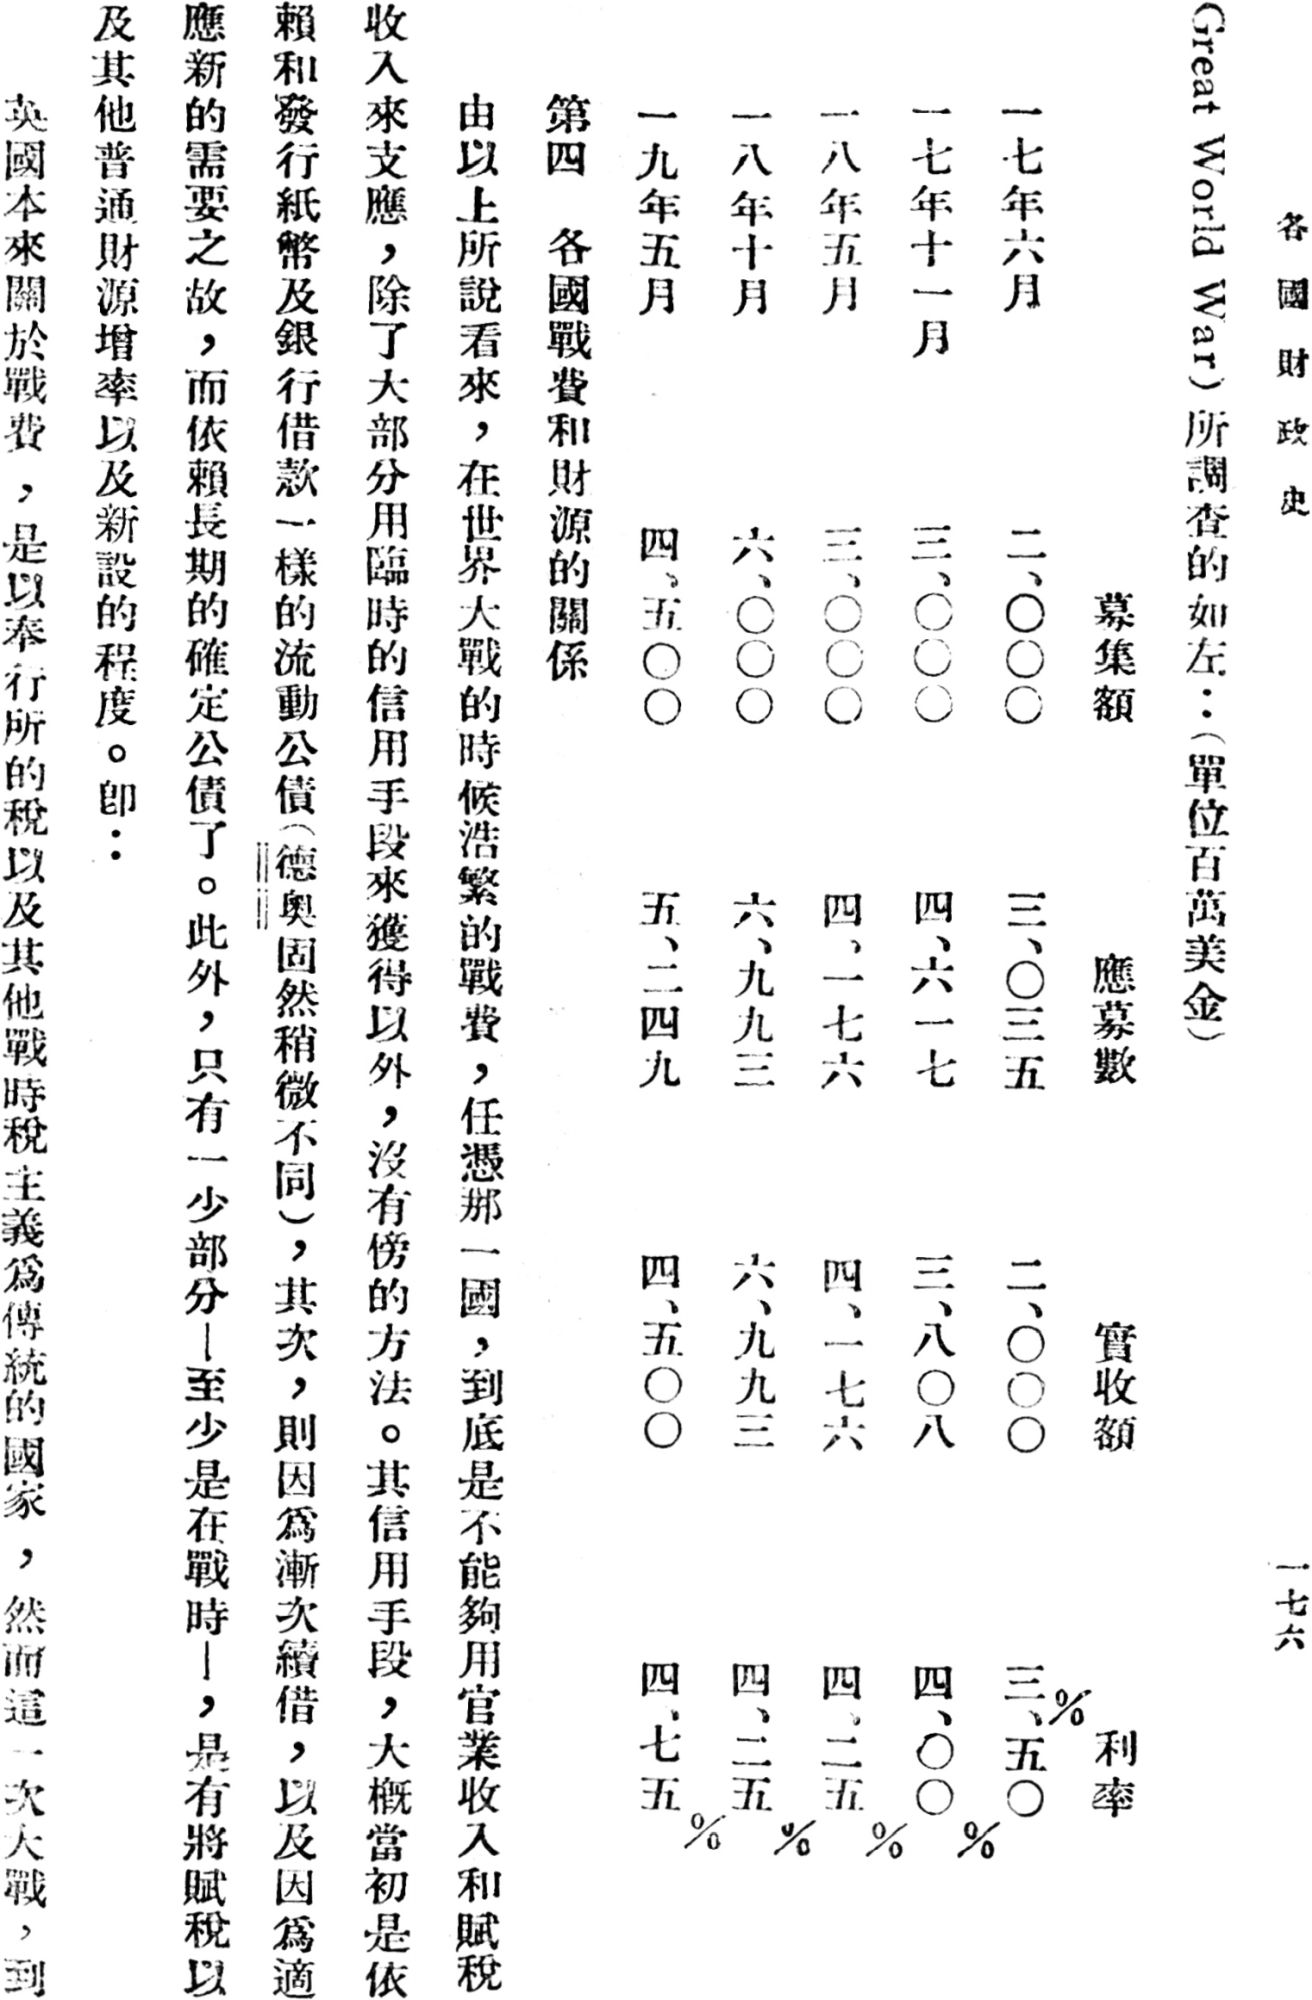 各國財政史
一七六
Great World War)所調查的如左：(單位百萬美金)
募集額　應募數　實收額　利率
一七年六月　二、〇〇〇　三、〇三五　二、〇〇〇　三、五〇%
一七年十一月　三、〇〇〇　四、六一七　三、八〇八　四、〇〇%
一八年五月　三、〇〇〇　四、一七六　四、一七六　四、二五%
一八年十月　六、〇〇〇　六、九九三　六、九九三　四、二五%
一九年五月　四、五〇〇　五、二四九　四、五〇〇　四、七五%
第四　各國戰費和財源的關係
由以上所說看來，在世界大戰的時候浩繁的戰費，任憑那一國，到底是不能夠用官業收入和賦稅
收入來支應，除了大部分用臨時的信用手段來獲得以外，沒有傍的方法。其信用手段，大概當初是依
賴和發行紙幣及銀行借款一樣的流動公債(德奧固然稍微不同)，其次，則因爲漸次續借，以及因爲適
應新的需要之故，而依賴長期的確定公債了。此外，只有一少部分—至少是在戰時—，是有將賦稅以
及其他普通財源增率以及新設的程度。卽：
英國本來關於戰費，是以奉行所的稅以及其他戰時稅主義爲傳統的國家，然而這一次大戰，到